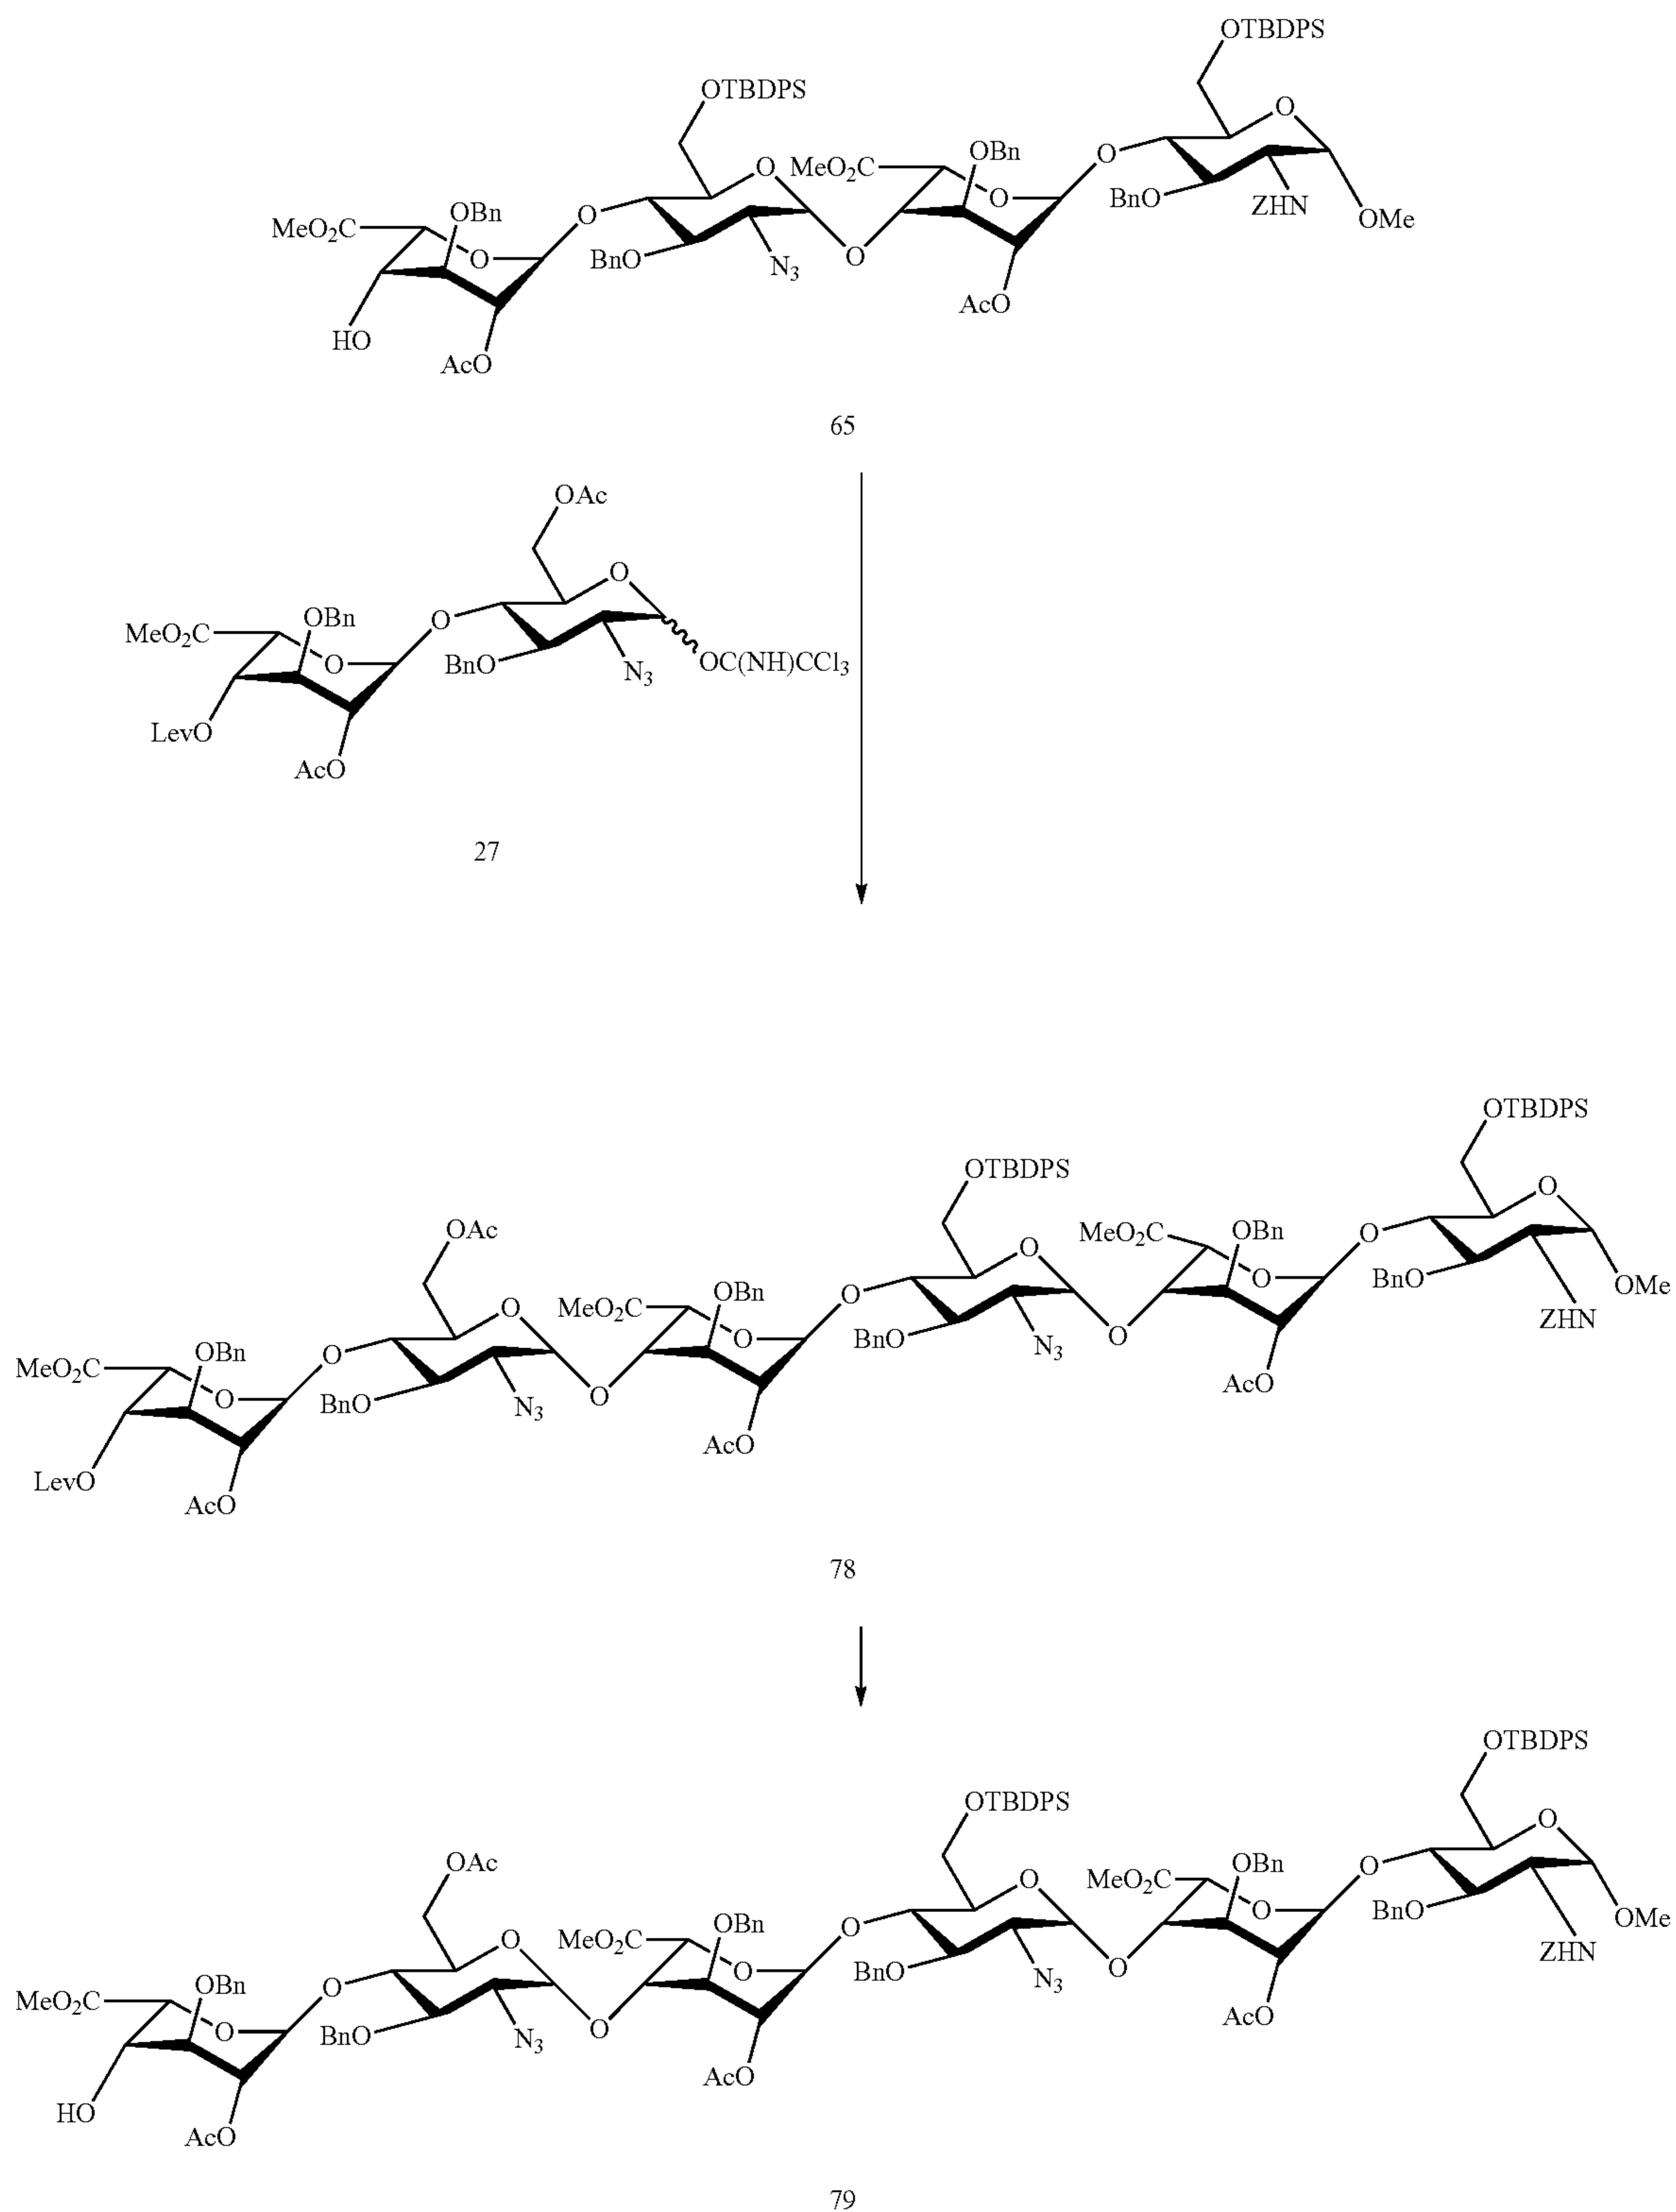 OTBDPS
OTBDPS
O
O
MeO₂C
OBn
O
OBn
O
O
BnO
ZHN
OMe
MeO₂C
O
BnO
N₃
O
AcO
HO
AcO
65
OAc
O
OBn
O
MeO₂C
O
BnO
N₃
OC(NH)CCl₃
LevO
AcO
27
OTBDPS
OTBDPS
O
OAc
MeO₂C
OBn
O
O
O
BnO
OMe
OBn
O
MeO₂C
O
BnO
N₃
O
ZHN
OBn
O
MeO₂C
O
BnO
N₃
O
AcO
LevO
AcO
AcO
78
OTBDPS
OTBDPS
O
OAc
MeO₂C
OBn
O
O
O
BnO
OMe
OBn
O
MeO₂C
O
BnO
N₃
O
ZHN
OBn
O
MeO₂C
O
BnO
N₃
O
AcO
HO
AcO
AcO
79